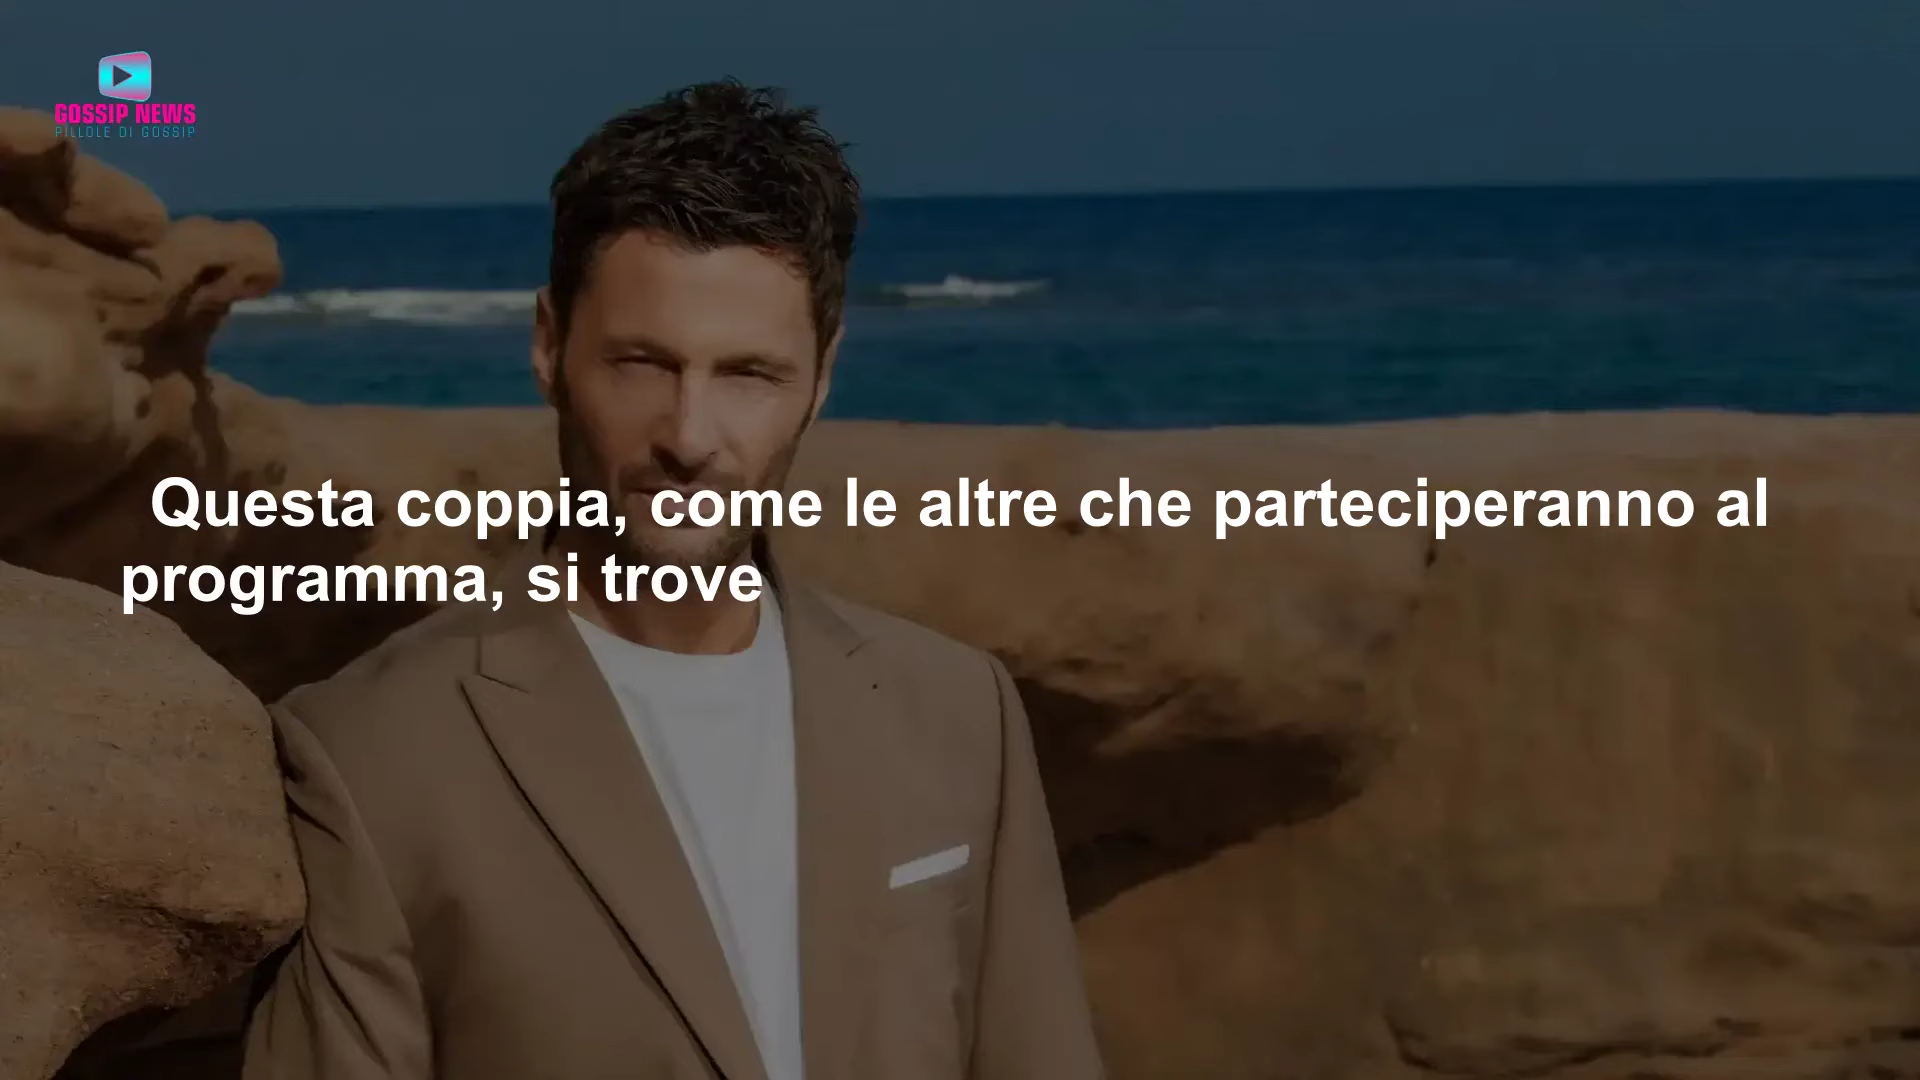 GOSSIP NEWS
PILLOLE DI GOSSIP
Questa coppia, come le altre che parteciperanno al
programma, si trove